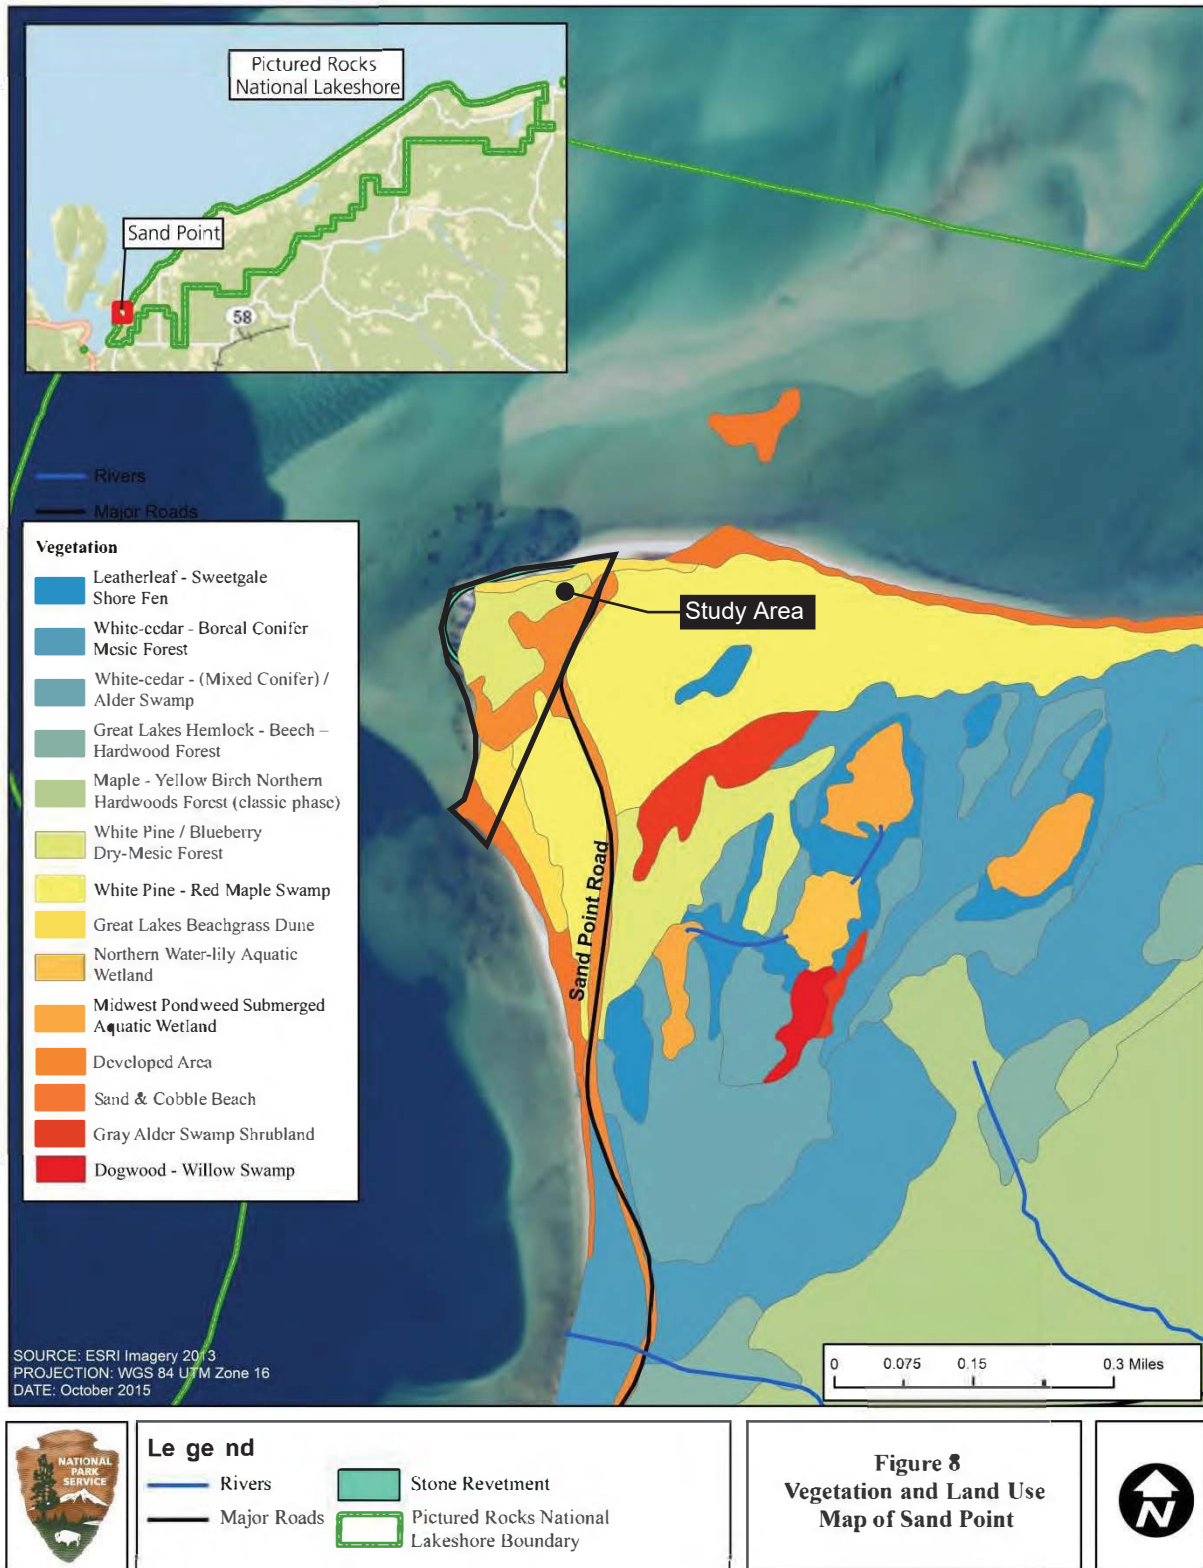 Pictured Rocks
National Lakeshore
Sand Point
58
Rivers
Major Roads
Vegetation
Leatherleaf - Sweetgale
Shore Fen
White-cedar - Boreal Conifer
Mesic Forest
White-cedar - (Mixed Conifer) /
Alder Swamp
Great Lakes Hemlock - Beech –
Hardwood Forest
Maple - Yellow Birch Northern
Hardwoods Forest (classic phase)
White Pine / Blueberry
Dry-Mesic Forest
White Pine - Red Maple Swamp
Great Lakes Beachgrass Dune
Northern Water-lily Aquatic
Wetland
Midwest Pondweed Submerged
Aquatic Wetland
Developed Area
Sand & Cobble Beach
Gray Alder Swamp Shrubland
Dogwood - Willow Swamp
Study Area
Sand Point Road
SOURCE: ESRI Imagery 2013
PROJECTION: WGS 84 UTM Zone 16
DATE: October 2015
0 0.075 0.15 0.3 Miles
NATIONAL
PARK
SERVICE
Le ge nd
Rivers
Major Roads
Stone Revetment
Pictured Rocks National
Lakeshore Boundary
Figure 8
Vegetation and Land Use
Map of Sand Point
N